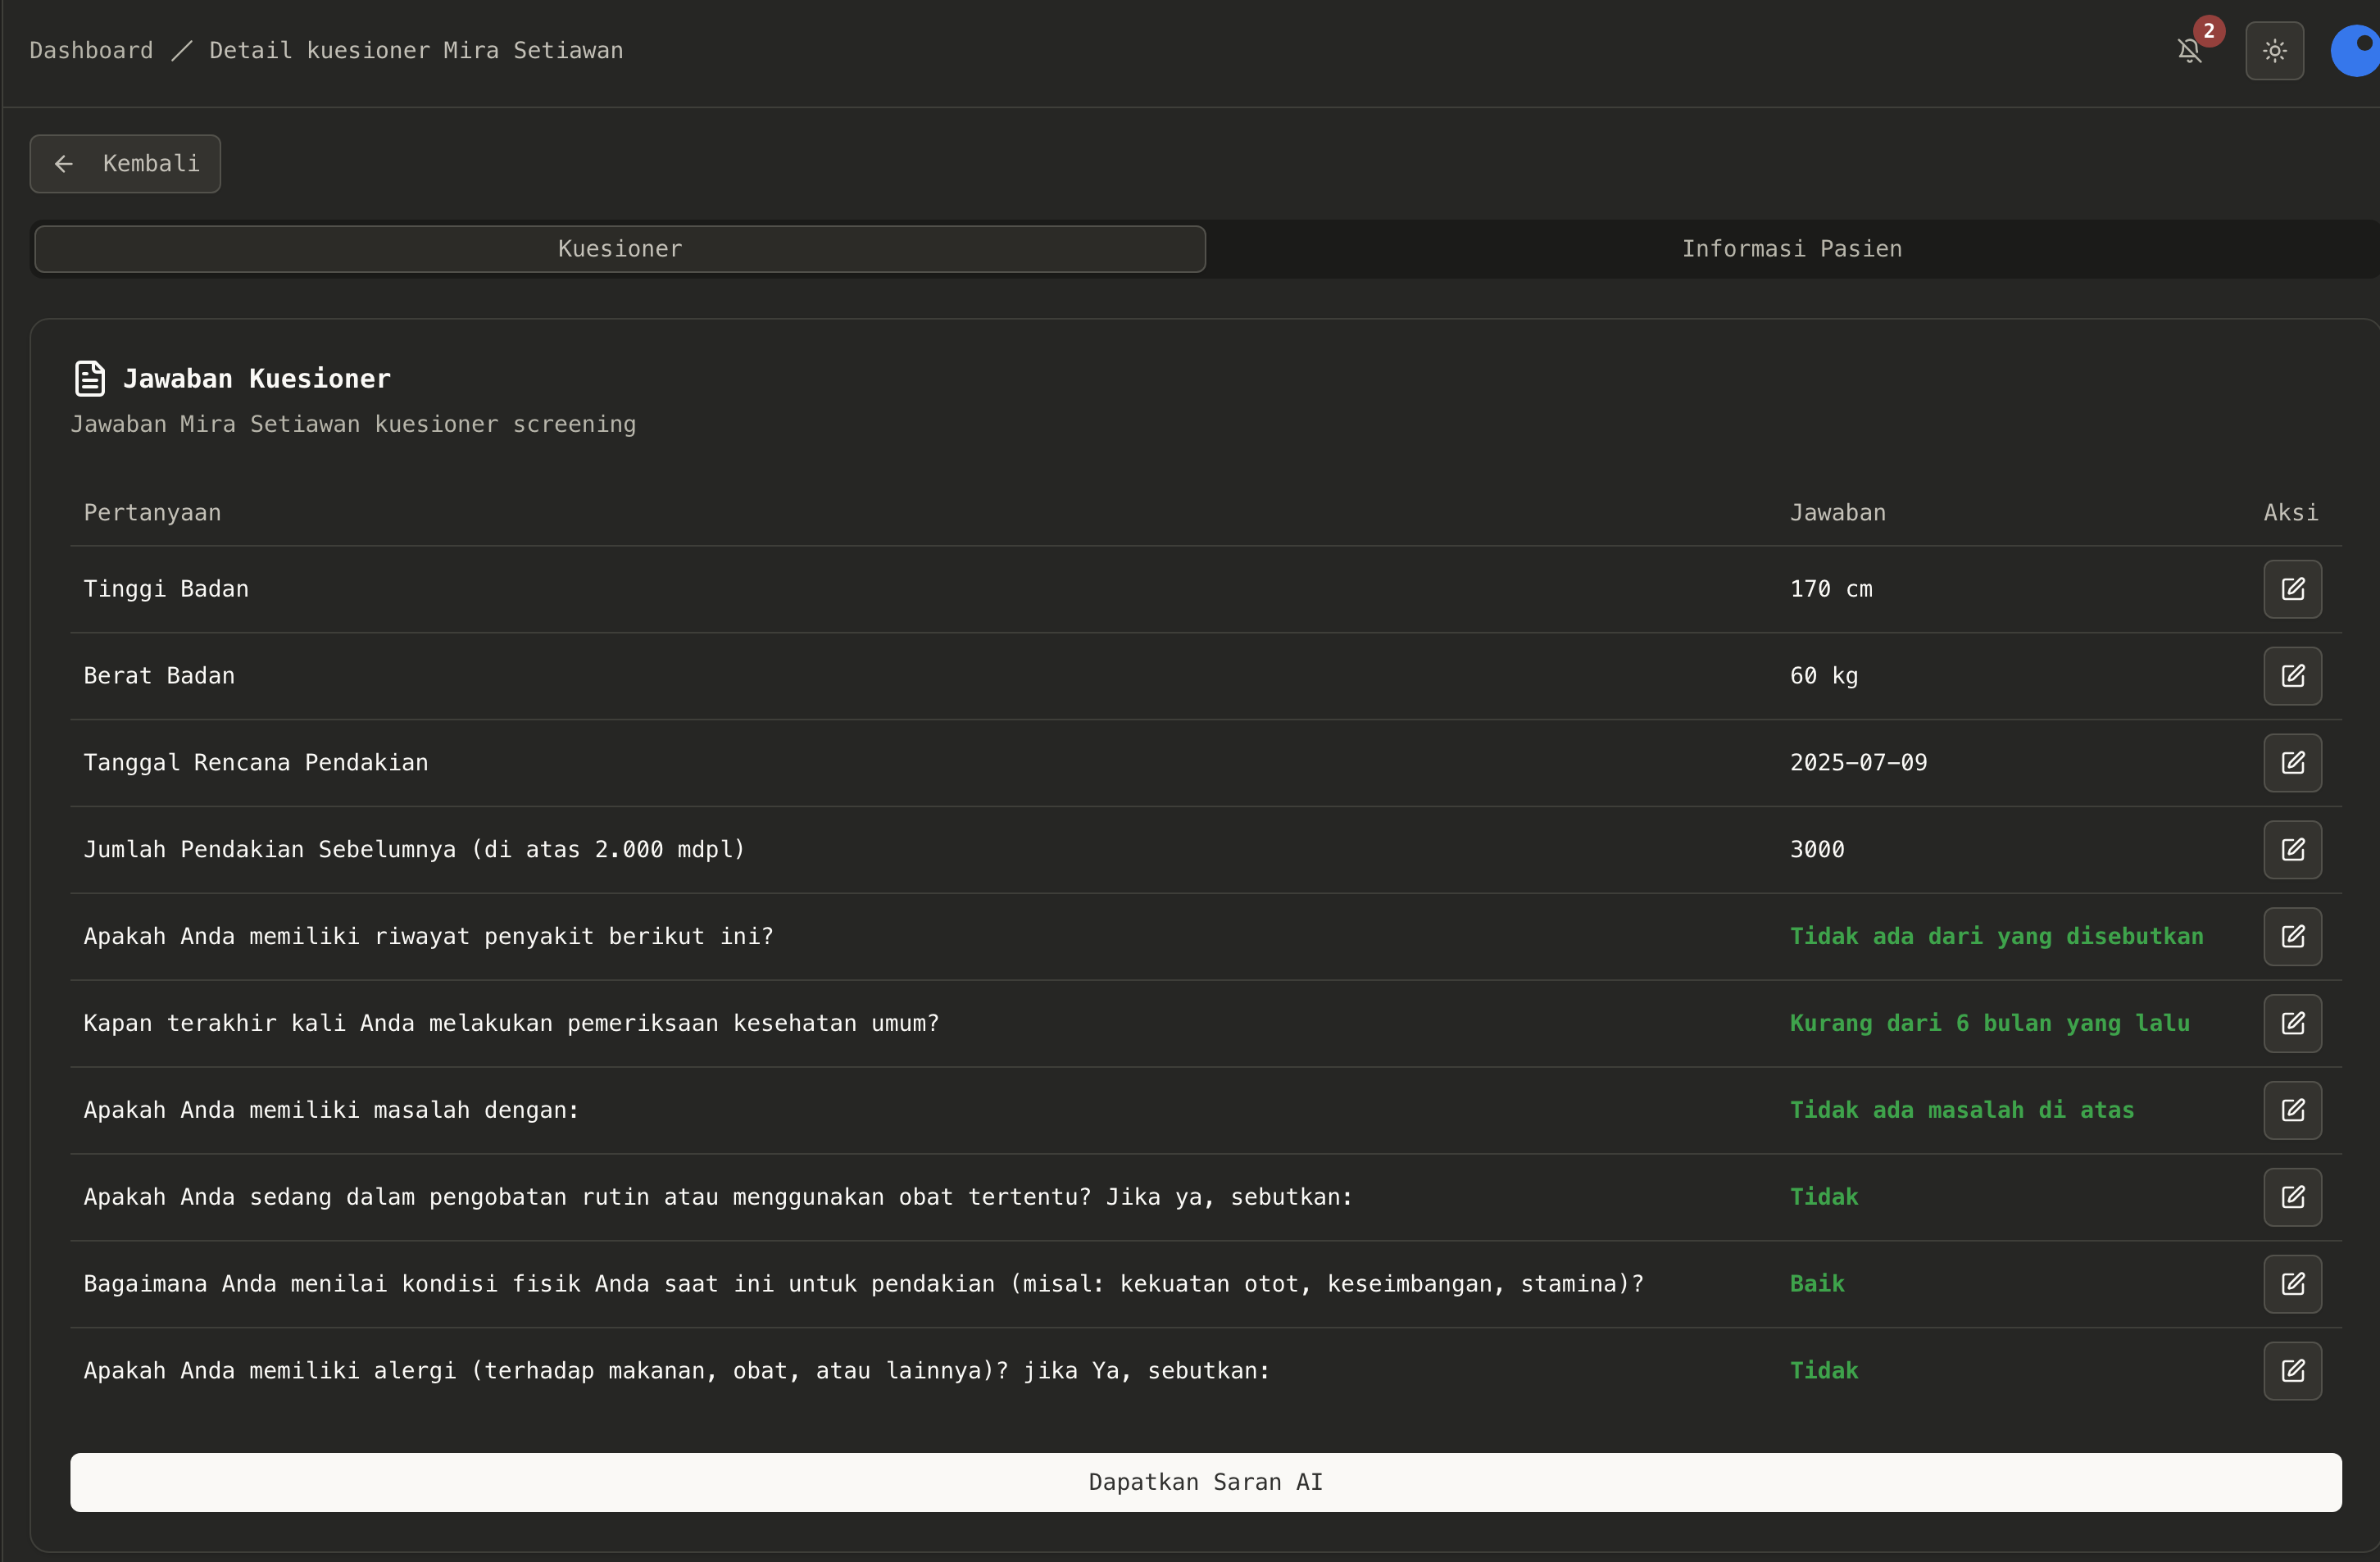 Dashboard / Detail kuesioner Mira Setiawan
2
Kembali
Kuesioner
Informasi Pasien
Jawaban Kuesioner
Jawaban Mira Setiawan kuesioner screening
Pertanyaan Jawaban Aksi
Tinggi Badan 170 cm
Berat Badan 60 kg
Tanggal Rencana Pendakian 2025-07-09
Jumlah Pendakian Sebelumnya (di atas 2.000 mdpl) 3000
Apakah Anda memiliki riwayat penyakit berikut ini? Tidak ada dari yang disebutkan
Kapan terakhir kali Anda melakukan pemeriksaan kesehatan umum? Kurang dari 6 bulan yang lalu
Apakah Anda memiliki masalah dengan: Tidak ada masalah di atas
Apakah Anda sedang dalam pengobatan rutin atau menggunakan obat tertentu? Jika ya, sebutkan: Tidak
Bagaimana Anda menilai kondisi fisik Anda saat ini untuk pendakian (misal: kekuatan otot, keseimbangan, stamina)? Baik
Apakah Anda memiliki alergi (terhadap makanan, obat, atau lainnya)? jika Ya, sebutkan: Tidak
Dapatkan Saran AI